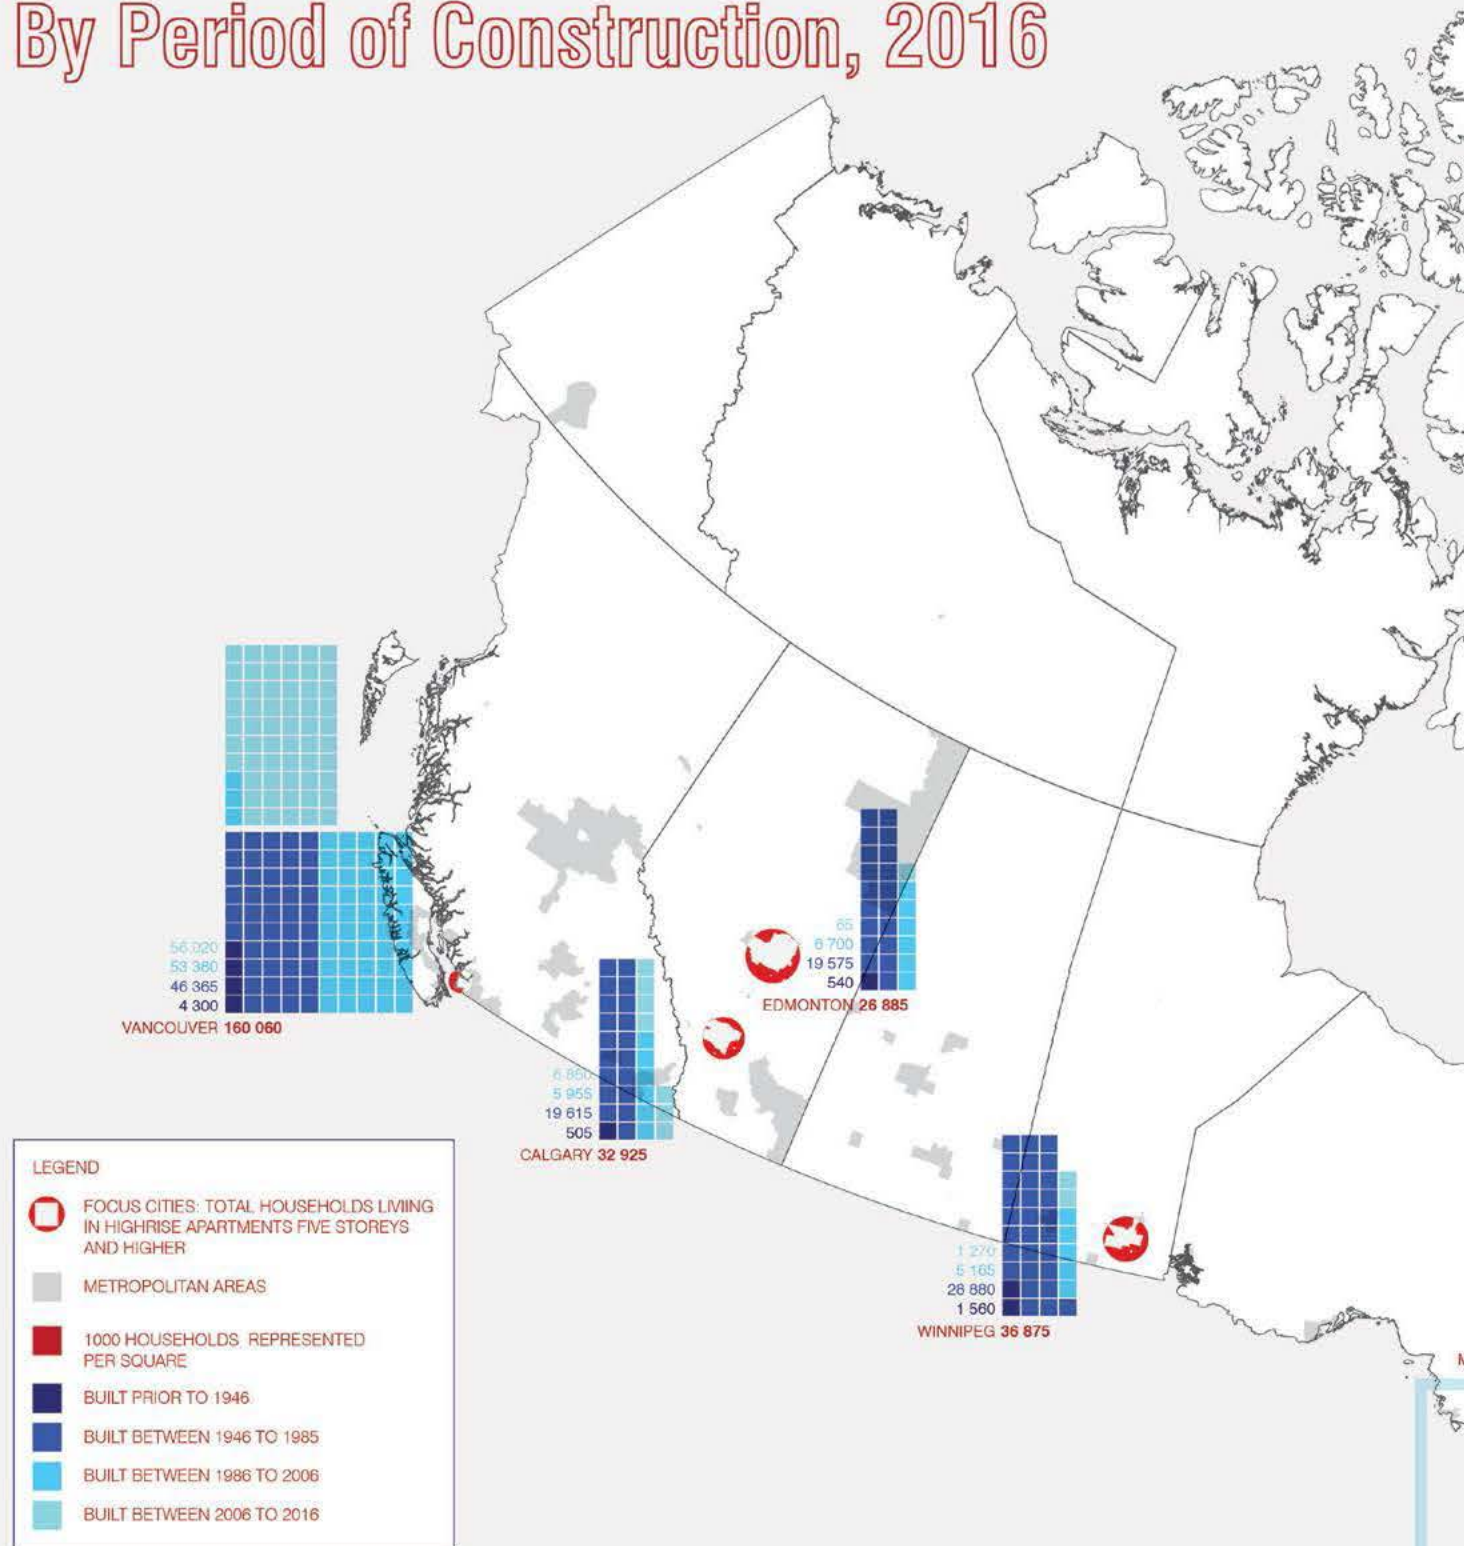 By Period of Construction, 2016
56 020
53 360
46 365
4 300
VANCOUVER 160 060
65
6 700
19 575
540
EDMONTON 26 885
6 850
5 955
19 615
505
CALGARY 32 925
1 270
5 165
28 880
1 560
WINNIPEG 36 875
LEGEND
FOCUS CITIES: TOTAL HOUSEHOLDS LIVIING
IN HIGHRISE APARTMENTS FIVE STOREYS
AND HIGHER
METROPOLITAN AREAS
1000 HOUSEHOLDS REPRESENTED
PER SQUARE
BUILT PRIOR TO 1946
BUILT BETWEEN 1946 TO 1985
BUILT BETWEEN 1986 TO 2006
BUILT BETWEEN 2006 TO 2016